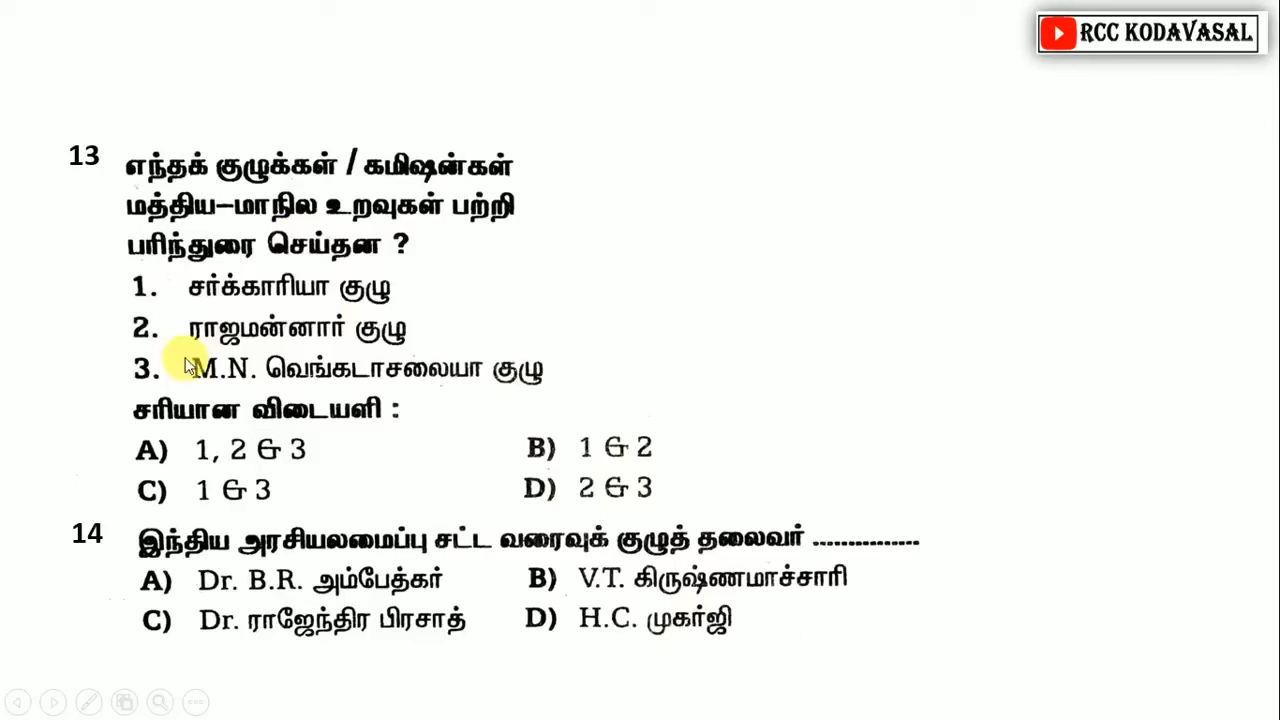 RCC KODAVASAL
13 எந்தக் குழுக்கள் / கமிஷன்கள்
மத்திய–மாநில உறவுகள் பற்றி
பரிந்துரை செய்தன ?
1. சர்க்காரியா குழு
2. ராஜமன்னார் குழு
3. M.N. வெங்கடாசலையா குழு
சரியான விடையளி :
A) 1, 2 & 3 B) 1 & 2
C) 1 & 3 D) 2 & 3
14 இந்திய அரசியலமைப்பு சட்ட வரைவுக் குழுத் தலைவர் ...............
A) Dr. B.R. அம்பேத்கர் B) V.T. கிருஷ்ணமாச்சாரி
C) Dr. ராஜேந்திர பிரசாத் D) H.C. முகர்ஜி